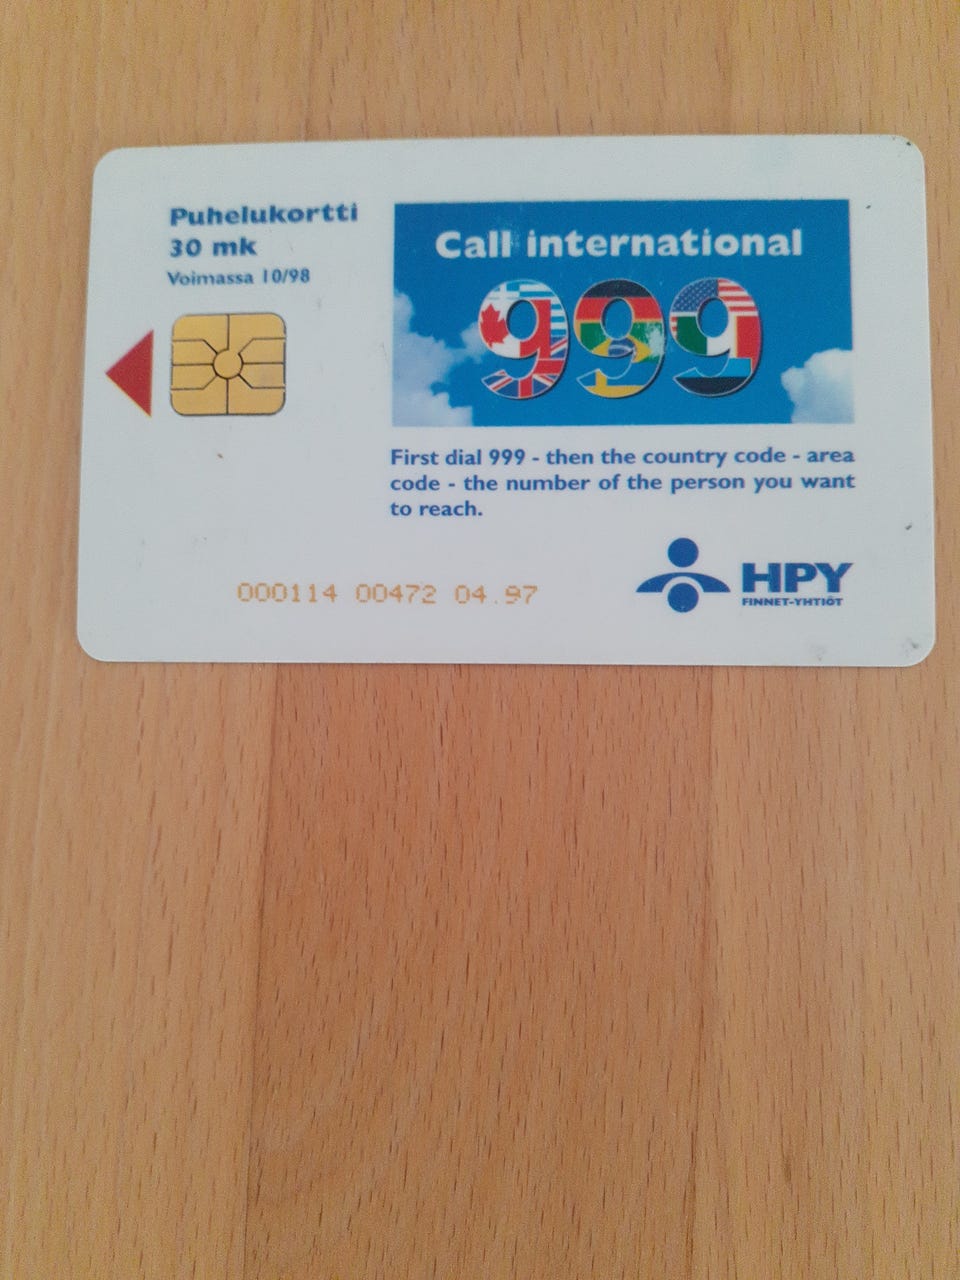 Puhelukortti
30 mk
Voimassa 10/98
Call international
999
First dial 999 - then the country code - area
code - the number of the person you want
to reach.
000114 00472 04.97
HPY
FINNET-YHTIÖT